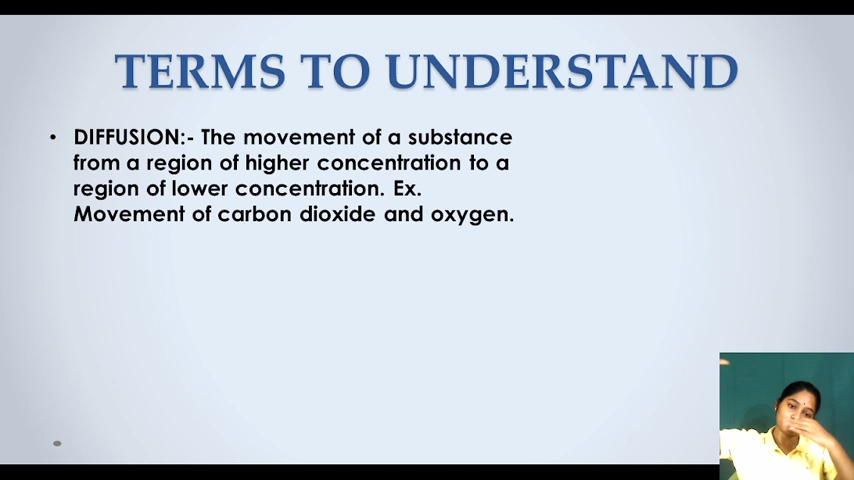 TERMS TO UNDERSTAND
• DIFFUSION:- The movement of a substance
from a region of higher concentration to a
region of lower concentration. Ex.
Movement of carbon dioxide and oxygen.